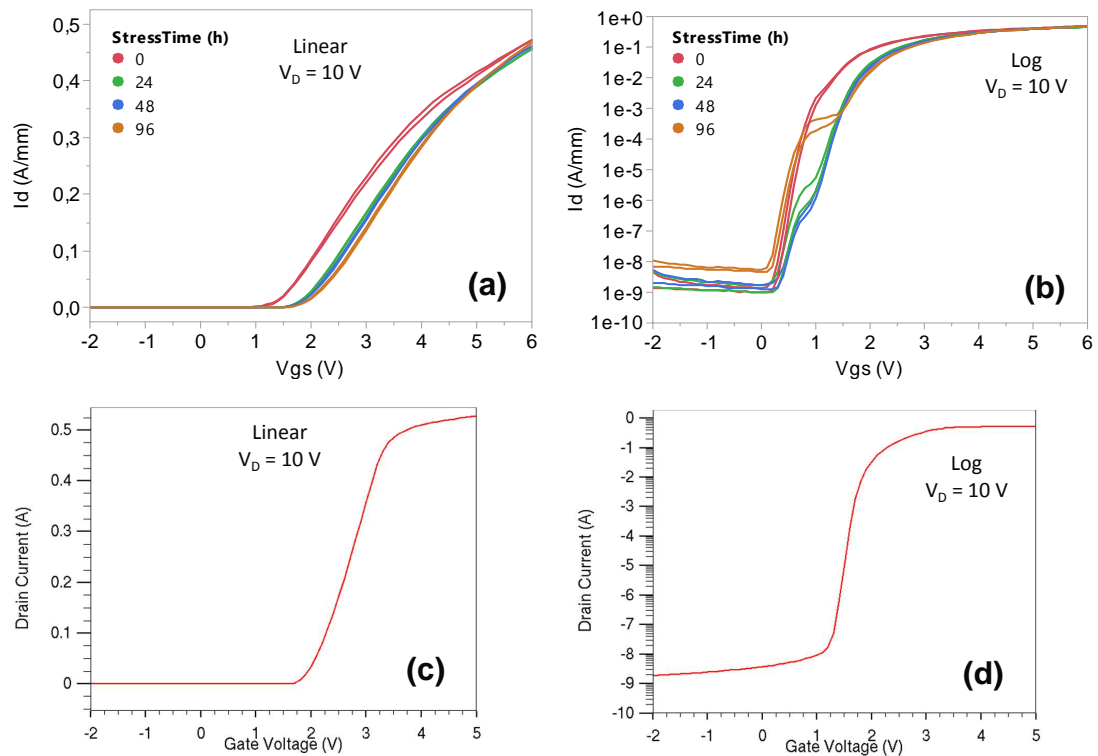 0,5
0,4
0,3
0,2
0,1
0,0
Id (A/mm)
StressTime (h)
0
24
48
96
Linear
V_D = 10 V
(a)
-2 -1 0 1 2 3 4 5 6
Vgs (V)
1e+0
1e-1
1e-2
1e-3
1e-4
1e-5
1e-6
1e-7
1e-8
1e-9
1e-10
Id (A/mm)
StressTime (h)
0
24
48
96
Log
V_D = 10 V
(b)
-2 -1 0 1 2 3 4 5 6
Vgs (V)
0.5
0.4
0.3
0.2
0.1
0
Drain Current (A)
Linear
V_D = 10 V
(c)
-2 -1 0 1 2 3 4 5
Gate Voltage (V)
0
-1
-2
-3
-4
-5
-6
-7
-8
-9
-10
Drain Current (A)
Log
V_D = 10 V
(d)
-2 -1 0 1 2 3 4 5
Gate Voltage (V)